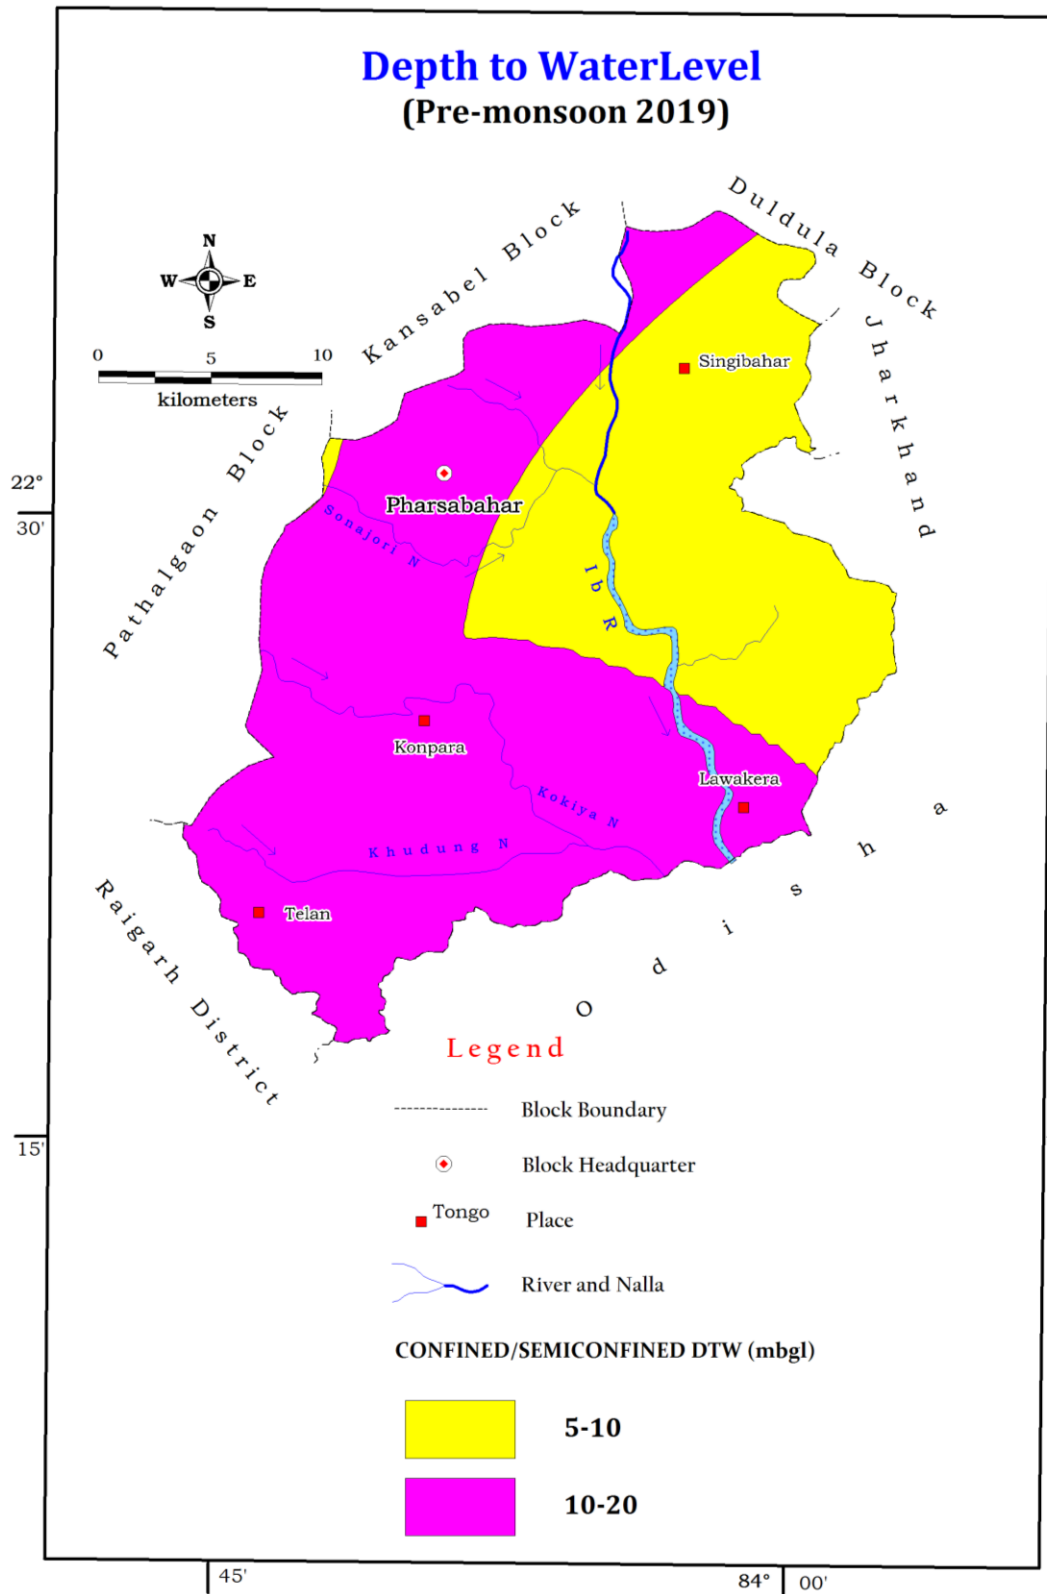 Depth to WaterLevel
(Pre-monsoon 2019)
Duldula Block
Kansabel Block
Jharkhand
N
W E
S
0 5 10
kilometers
Singibahar
Pathalgaon Block
22°
30'
Pharsabahar
Sonajori N
Ib R
Konpara
Lawakera
Kokiya N
Khudung N
Telan
Raigarh District
Odisha
Legend
Block Boundary
Block Headquarter
Tongo Place
River and Nalla
15'
CONFINED/SEMICONFINED DTW (mbgl)
5-10
10-20
45' 84° 00'